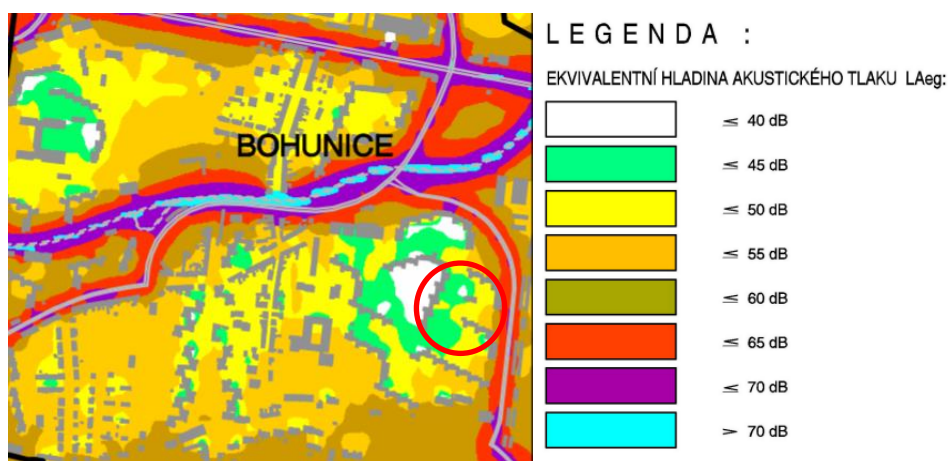 BOHUNICE
LEGENDA :
EKVIVALENTNÍ HLADINA AKUSTICKÉHO TLAKU LAeg:
≤ 40 dB
≤ 45 dB
≤ 50 dB
≤ 55 dB
≤ 60 dB
≤ 65 dB
≤ 70 dB
> 70 dB